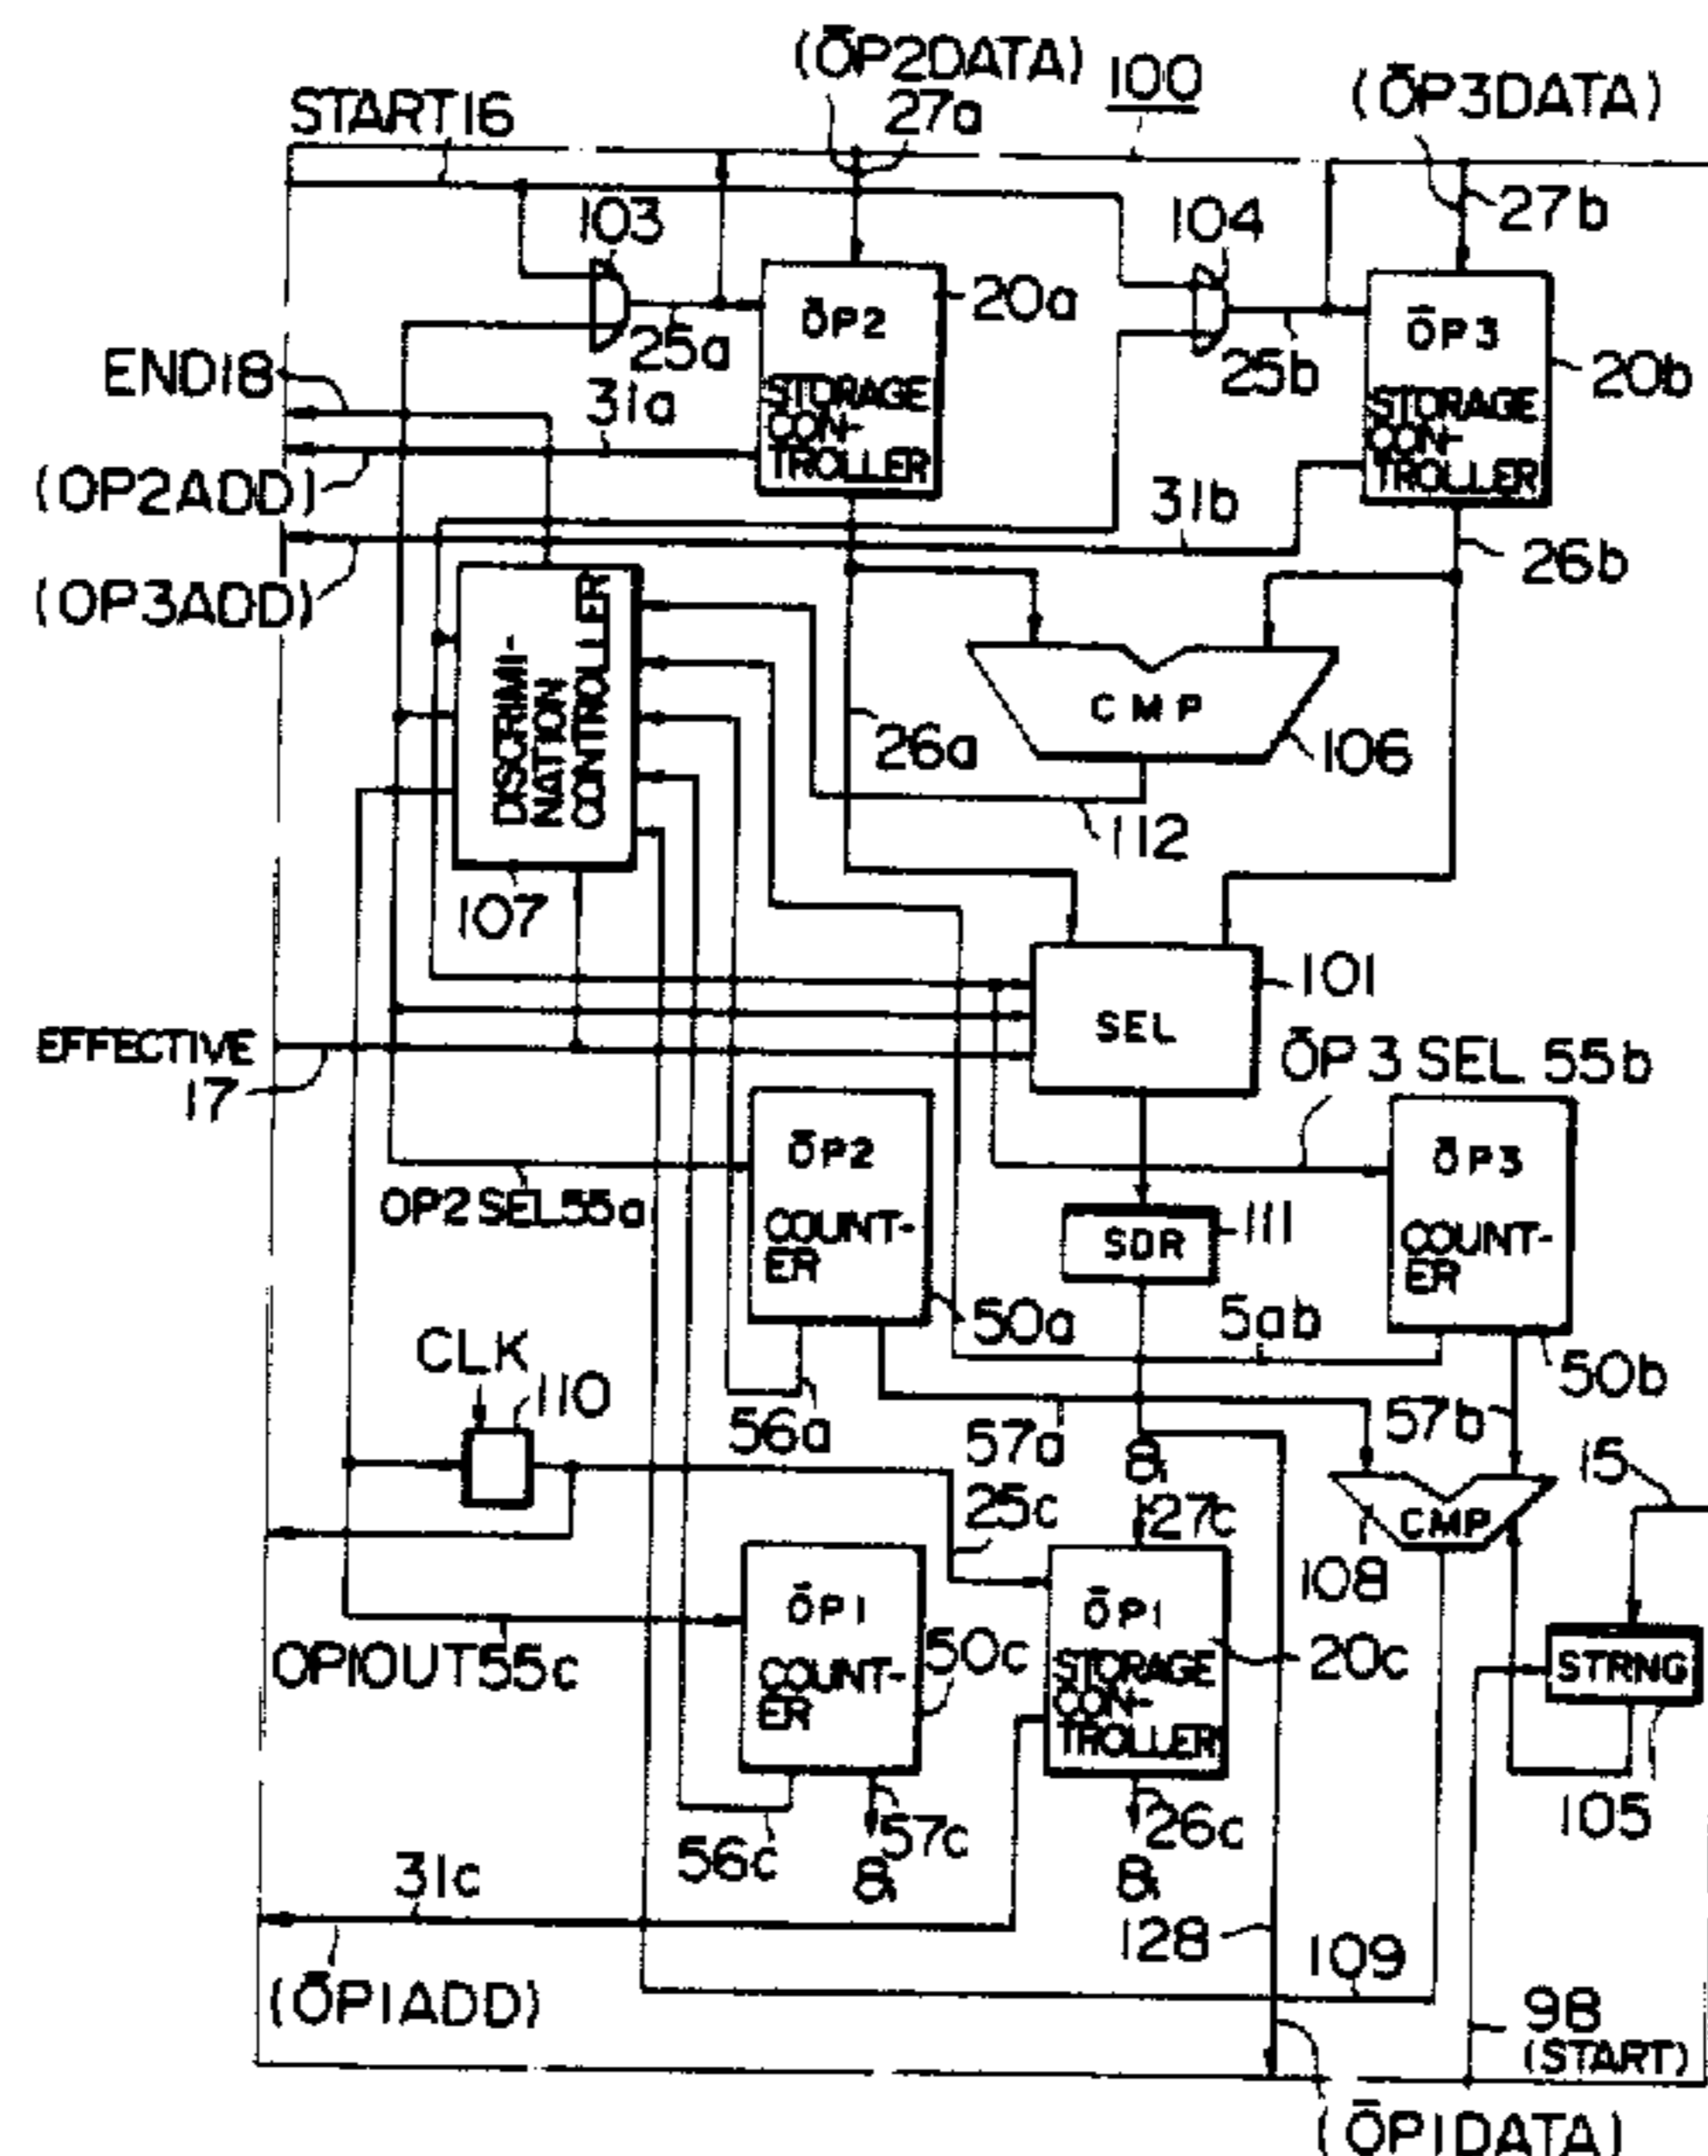 (ŌP2DATA)
100
(ŌP3DATA)
START16
27a
27b
103
104
ŌP2
STORAGE
CON-
TROLLER
20a
25a
25b
ŌP3
STORAGE
CON-
TROLLER
20b
END18
31a
(OP2ADD)
31b
26b
(OP3ADD)
DISCRIMI-
NATION
CONTROLLER
CMP
26a
106
112
107
101
SEL
EFFECTIVE
17
ŌP3 SEL 55b
ŌP2
COUNT-
ER
OP2SEL55a
ŌP3
COUNT-
ER
SDR
111
50a
5ab
50b
CLK
110
56a
57a
57b
15
8
25c
27c
CMP
108
ŌP1
COUNT-
ER
ŌP1
STORAGE
CON-
TROLLER
OP1OUT55c
50c
20c
STRNG
105
56c
57c
26c
8
8
31c
128
109
(ŌP1ADD)
98
(START)
(ŌP1DATA)